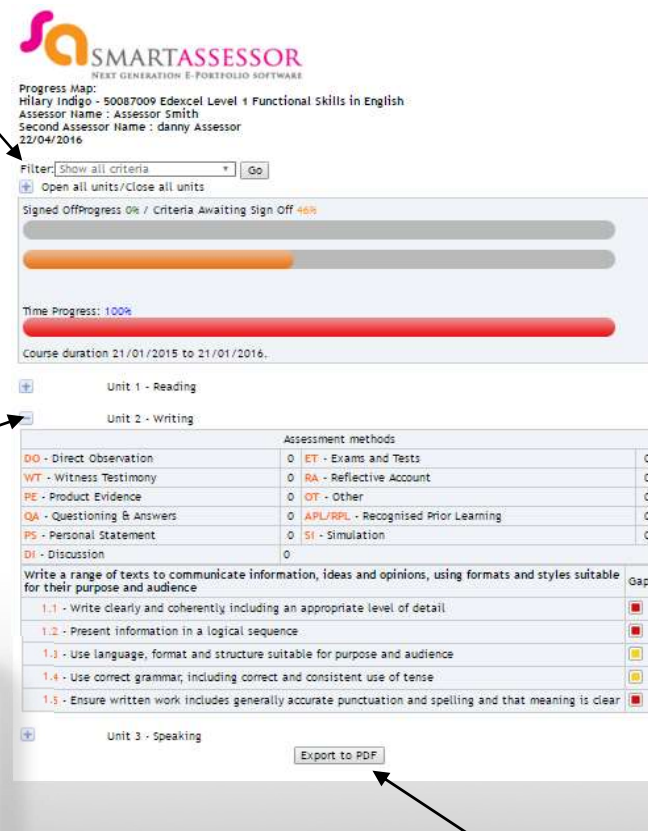 SMARTASSESSOR
NEXT GENERATION E-PORTFOLIO SOFTWARE
Progress Map:
Hilary Indigo - 50087009 Edexcel Level 1 Functional Skills in English
Assessor Name : Assessor Smith
Second Assessor Name : danny Assessor
22/04/2016
Filter: Show all criteria Go
Open all units/Close all units
Signed OffProgress 0% / Criteria Awaiting Sign Off 46%
Time Progress: 100%
Course duration 21/01/2015 to 21/01/2016.
Unit 1 - Reading
Unit 2 - Writing
Assessment methods
DO - Direct Observation 0 ET - Exams and Tests 0
WT - Witness Testimony 0 RA - Reflective Account 0
PE - Product Evidence 0 OT - Other 0
QA - Questioning & Answers 0 APL/RPL - Recognised Prior Learning 0
PS - Personal Statement 0 SI - Simulation 0
DI - Discussion 0
Write a range of texts to communicate information, ideas and opinions, using formats and styles suitable
for their purpose and audience Gap
1.1 - Write clearly and coherently, including an appropriate level of detail
1.2 - Present information in a logical sequence
1.3 - Use language, format and structure suitable for purpose and audience
1.4 - Use correct grammar, including correct and consistent use of tense
1.5 - Ensure written work includes generally accurate punctuation and spelling and that meaning is clear
Unit 3 - Speaking
Export to PDF